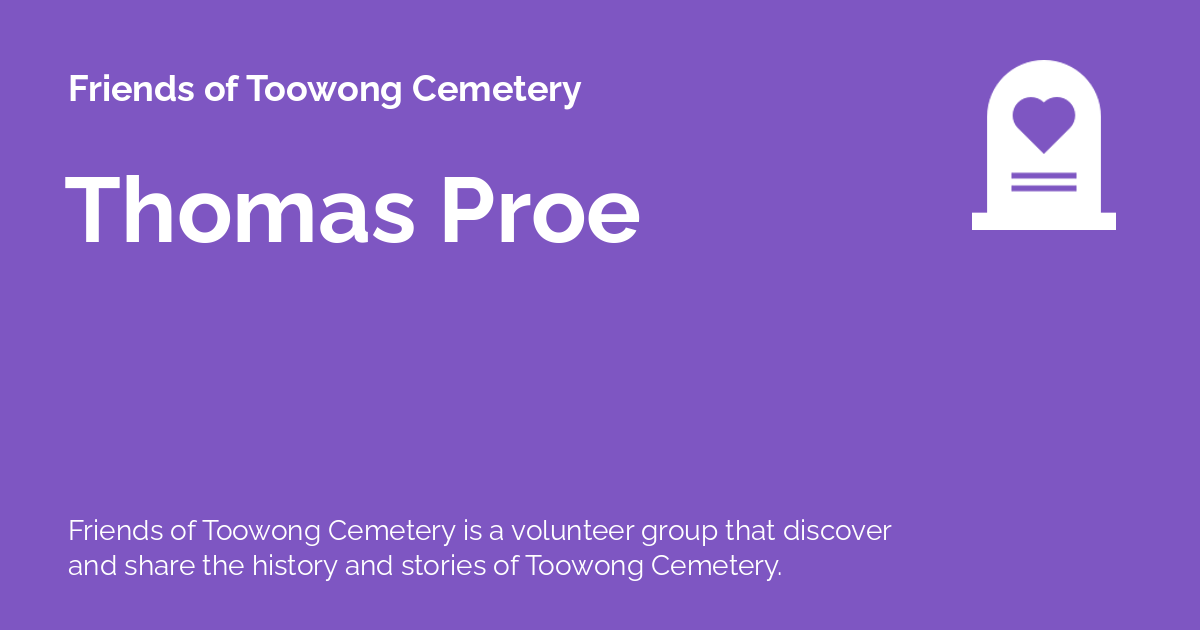 Friends of Toowong Cemetery
Thomas Proe
Friends of Toowong Cemetery is a volunteer group that discover
and share the history and stories of Toowong Cemetery.